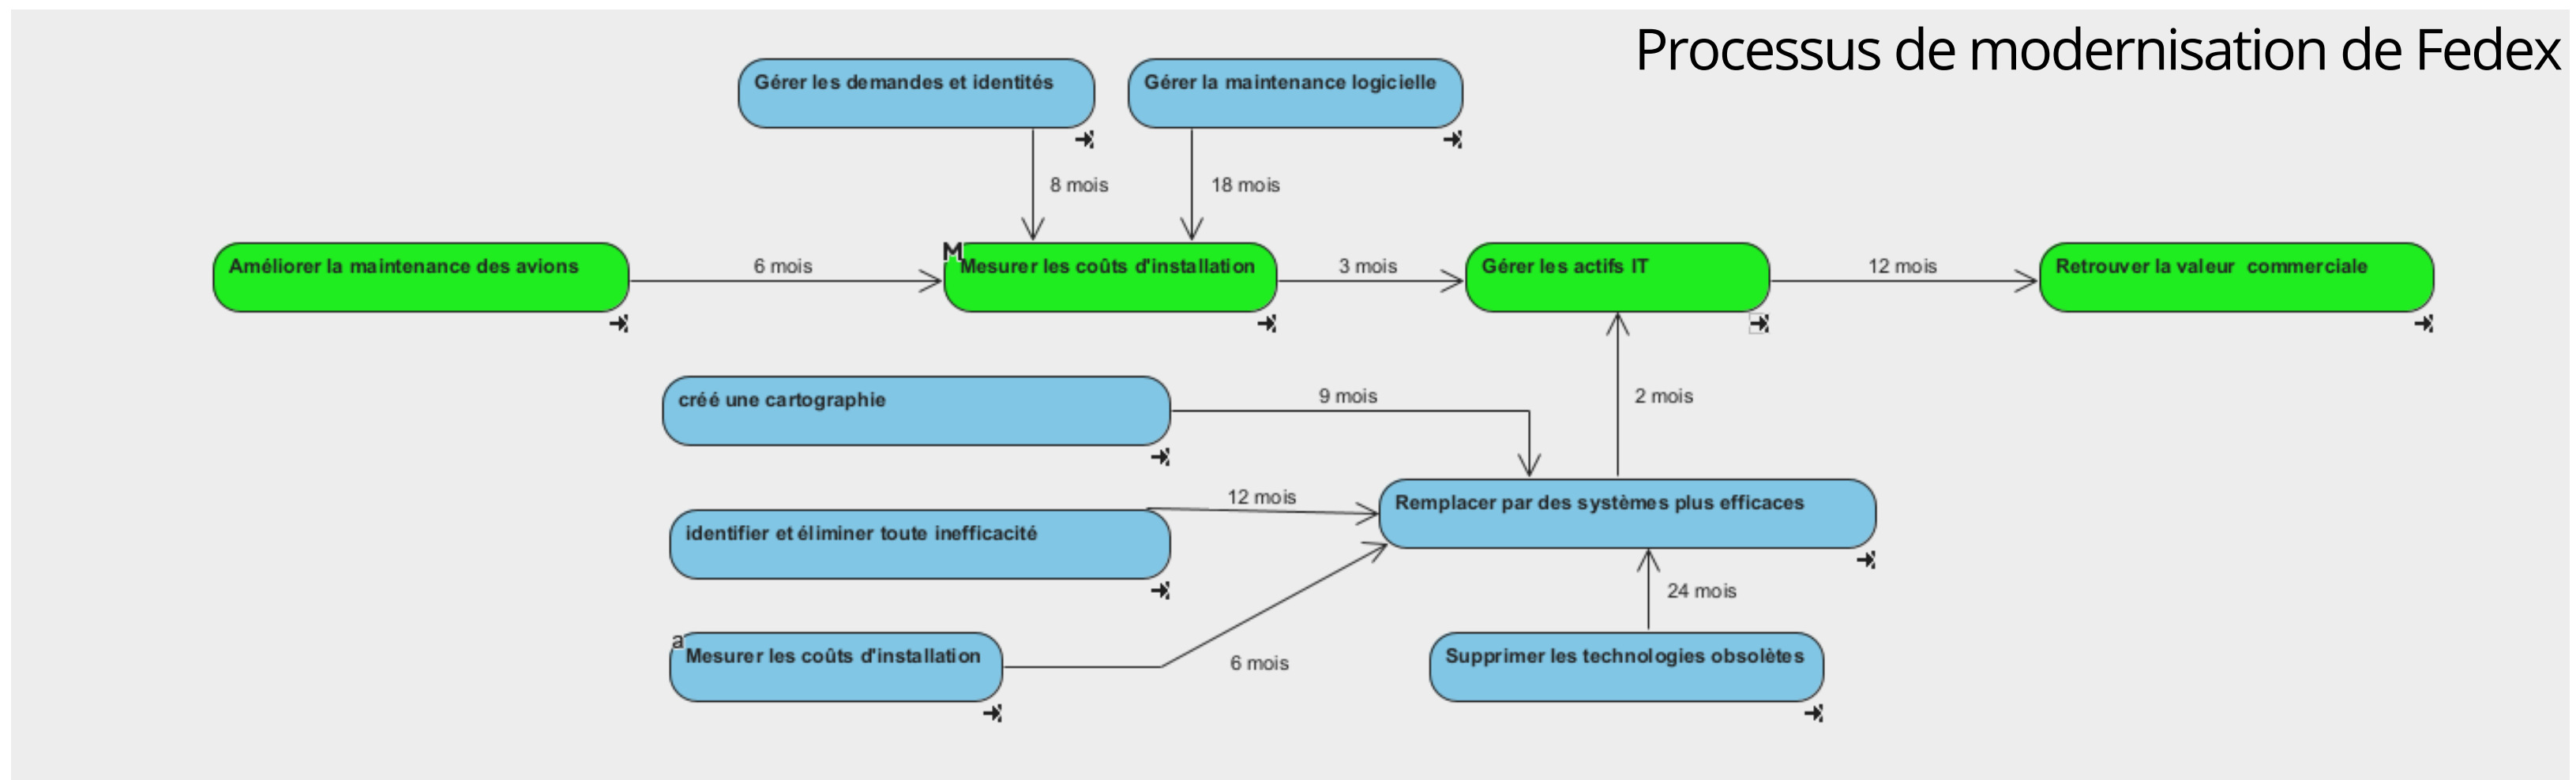 Processus de modernisation de Fedex
Gérer les demandes et identités
Gérer la maintenance logicielle
8 mois
18 mois
M
Améliorer la maintenance des avions
6 mois
Mesurer les coûts d'installation
3 mois
Gérer les actifs IT
12 mois
Retrouver la valeur  commerciale
créé une cartographie
9 mois
2 mois
12 mois
Remplacer par des systèmes plus efficaces
identifier et éliminer toute inefficacité
24 mois
a
Mesurer les coûts d'installation
6 mois
Supprimer les technologies obsolètes